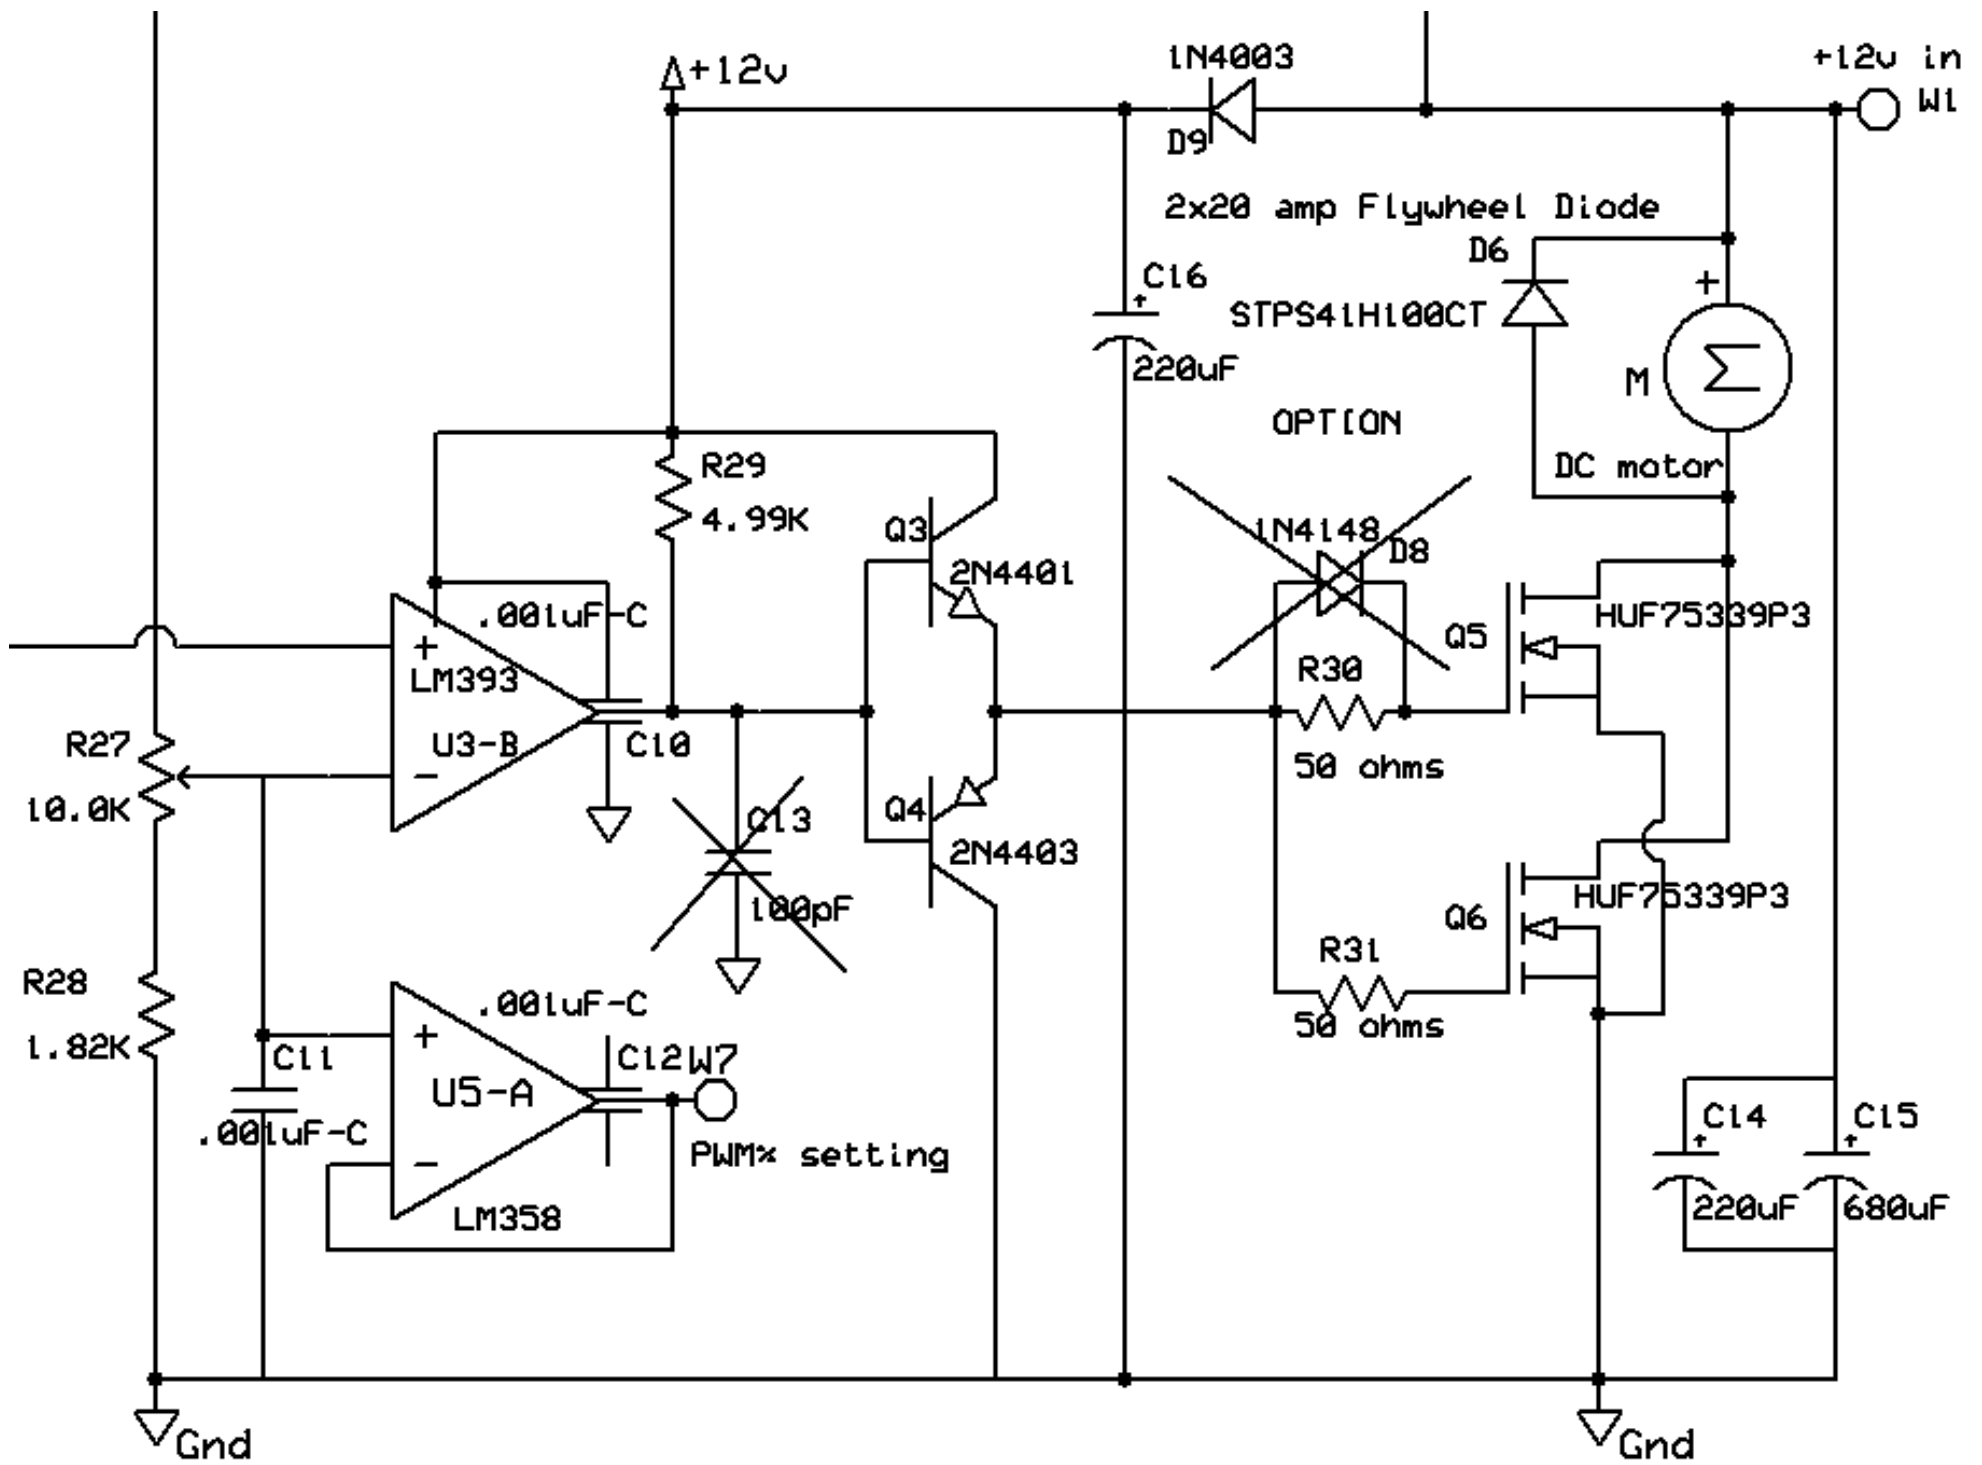 +12v
1N4003
+12v in
W1
D9
2x20 amp Flywheel Diode
D6
C16
+
+
STPS41H100CT
220uF
M
OPTION
R29
DC motor
4.99K
Q3
1N4148
D8
2N4401
.001uF-C
HUF75339P3
+
Q5
LM393
R30
R27
U3-B
C10
-
50 ohms
10.0K
C13
Q4
2N4403
HUF75339P3
100pF
Q6
R31
R28
.001uF-C
50 ohms
+
1.82K
C11
C12
W7
U5-A
C14
C15
+
+
.001uF-C
-
PWM% setting
220uF
680uF
LM358
Gnd
Gnd